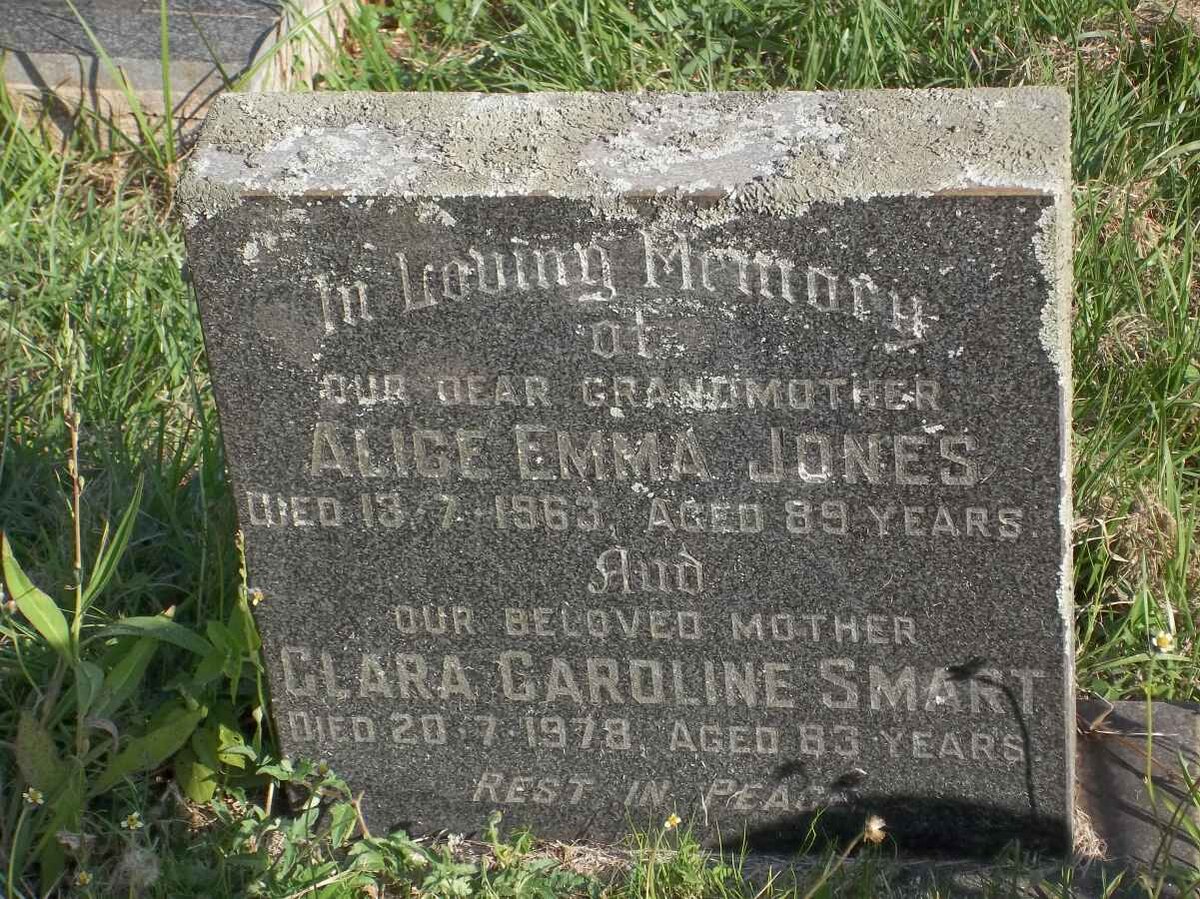 In Loving Memory
of
OUR DEAR GRANDMOTHER
ALICE EMMA JONES
DIED 13·7·1963, AGED 89 YEARS.
And
OUR BELOVED MOTHER
CLARA CAROLINE SMART
DIED 20·7·1978, AGED 83 YEARS.
REST IN PEACE